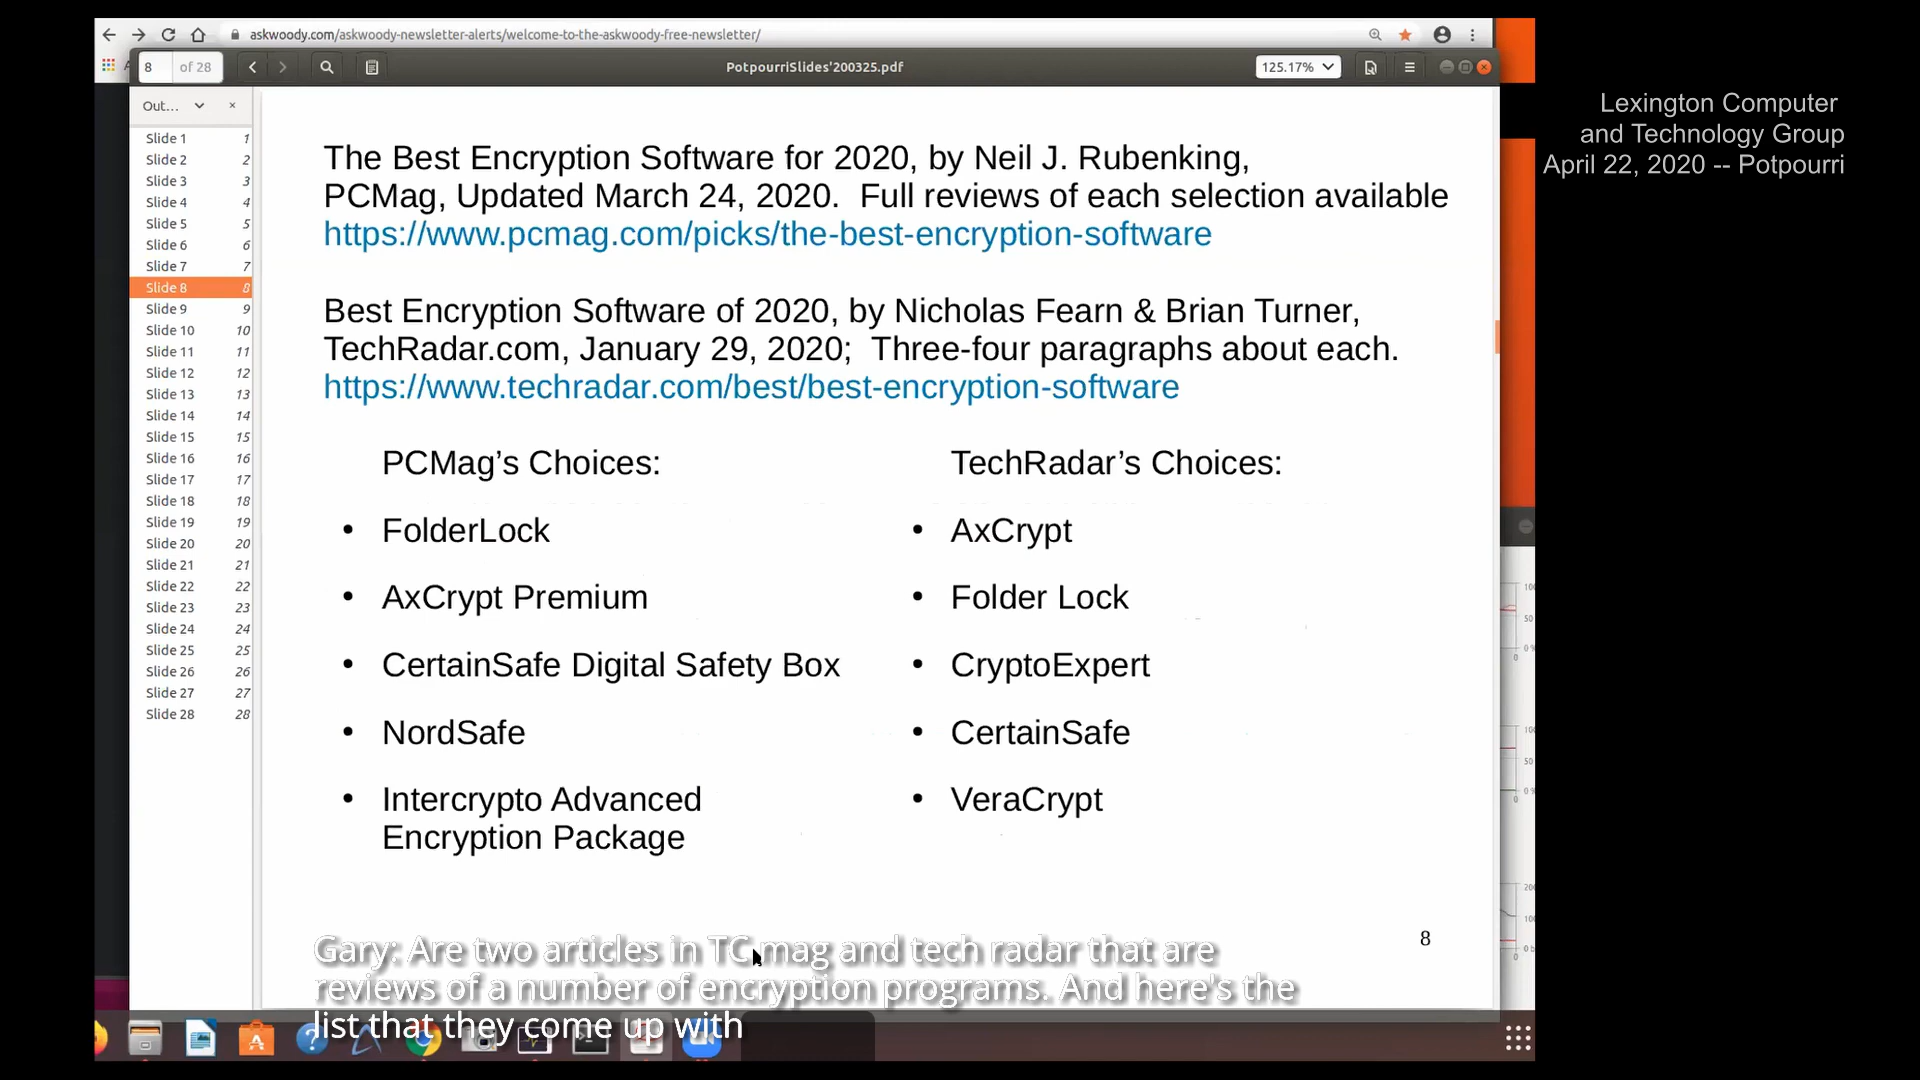 askwoody.com/askwoody-newsletter-alerts/welcome-to-the-askwoody-free-newsletter/
8 of 28
PotpourriSlides'200325.pdf
125.17%
Lexington Computer
and Technology Group
April 22, 2020 -- Potpourri
Out...
Slide 1 1
Slide 2 2
Slide 3 3
Slide 4 4
Slide 5 5
Slide 6 6
Slide 7 7
Slide 8 8
Slide 9 9
Slide 10 10
Slide 11 11
Slide 12 12
Slide 13 13
Slide 14 14
Slide 15 15
Slide 16 16
Slide 17 17
Slide 18 18
Slide 19 19
Slide 20 20
Slide 21 21
Slide 22 22
Slide 23 23
Slide 24 24
Slide 25 25
Slide 26 26
Slide 27 27
Slide 28 28
The Best Encryption Software for 2020, by Neil J. Rubenking,
PCMag, Updated March 24, 2020.  Full reviews of each selection available
https://www.pcmag.com/picks/the-best-encryption-software
Best Encryption Software of 2020, by Nicholas Fearn & Brian Turner,
TechRadar.com, January 29, 2020;  Three-four paragraphs about each.
https://www.techradar.com/best/best-encryption-software
PCMag’s Choices:
• FolderLock
• AxCrypt Premium
• CertainSafe Digital Safety Box
• NordSafe
• Intercrypto Advanced
Encryption Package
TechRadar’s Choices:
• AxCrypt
• Folder Lock
• CryptoExpert
• CertainSafe
• VeraCrypt
8
Gary: Are two articles in TC mag and tech radar that are
reviews of a number of encryption programs. And here's the
list that they come up with